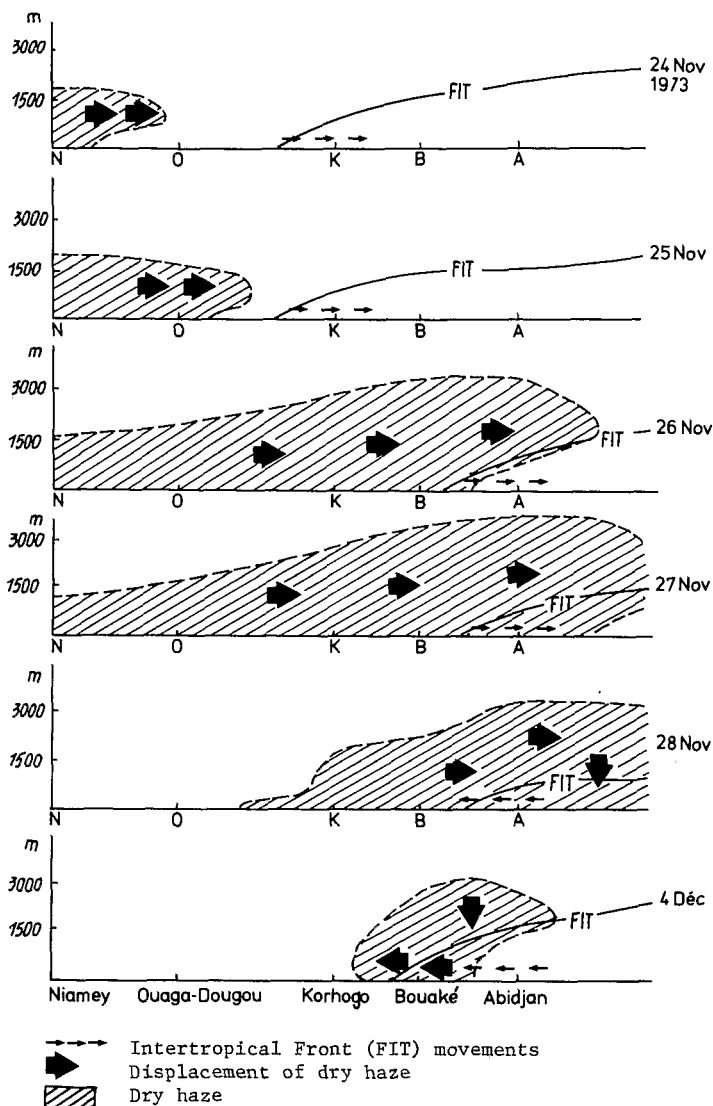 m
3000
1500
FIT
24 Nov
1973
N O K B A
3000
1500
FIT
25 Nov
N O K B A
m
3000
1500
FIT
26 Nov
N O K B A
m
3000
1500
FIT
27 Nov
N O K B A
m
3000
1500
FIT
28 Nov
N O K B A
m
3000
1500
FIT
4 Déc
Niamey Ouaga-Dougou Korhogo Bouaké Abidjan
Intertropical Front (FIT) movements
Displacement of dry haze
Dry haze